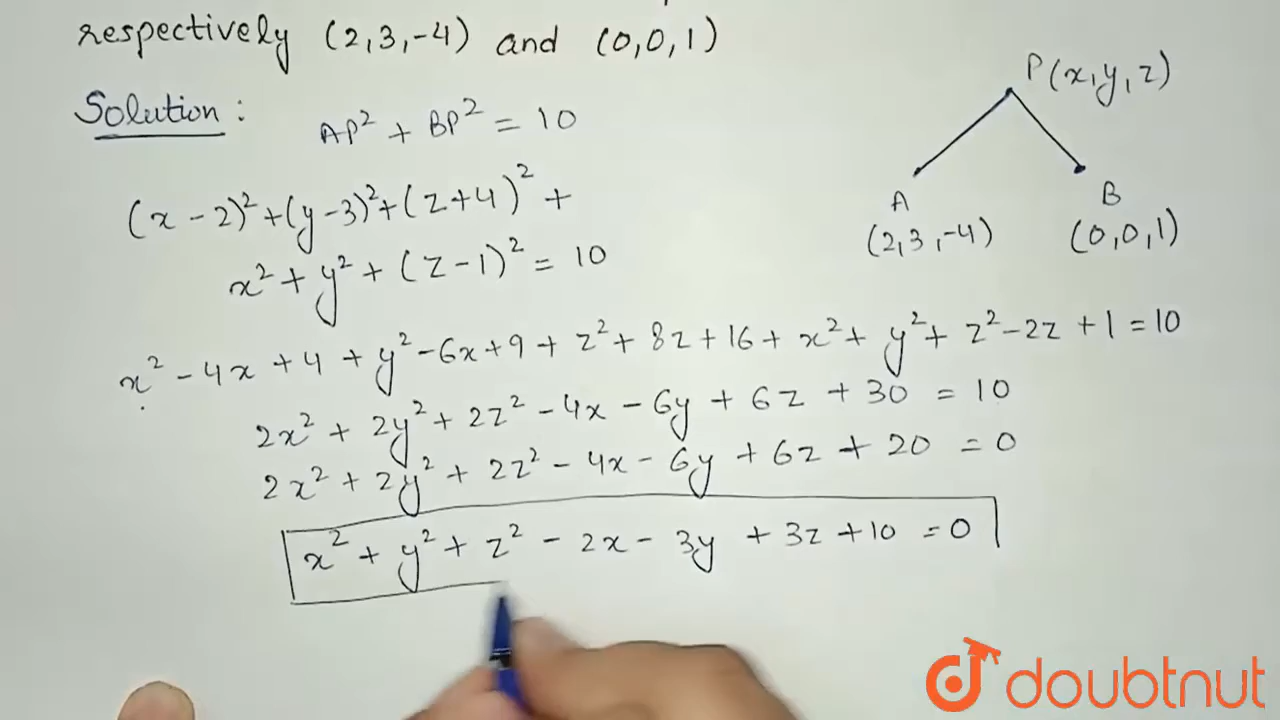 respectively (2,3,-4) and (0,0,1)
P(x,y,z)
Solution :
AP² + BP² = 10
A
B
(2,3,-4)
(0,0,1)
(x-2)²+(y-3)²+(z+4)² +
x² + y² + (z-1)² = 10
x² - 4x + 4 + y² - 6x + 9 + z² + 8z + 16 + x² + y² + z² - 2z + 1 = 10
2x² + 2y² + 2z² - 4x - 6y + 6z + 30 = 10
2x² + 2y² + 2z² - 4x - 6y + 6z + 20 = 0
x² + y² + z² - 2x - 3y + 3z + 10 = 0
doubtnut